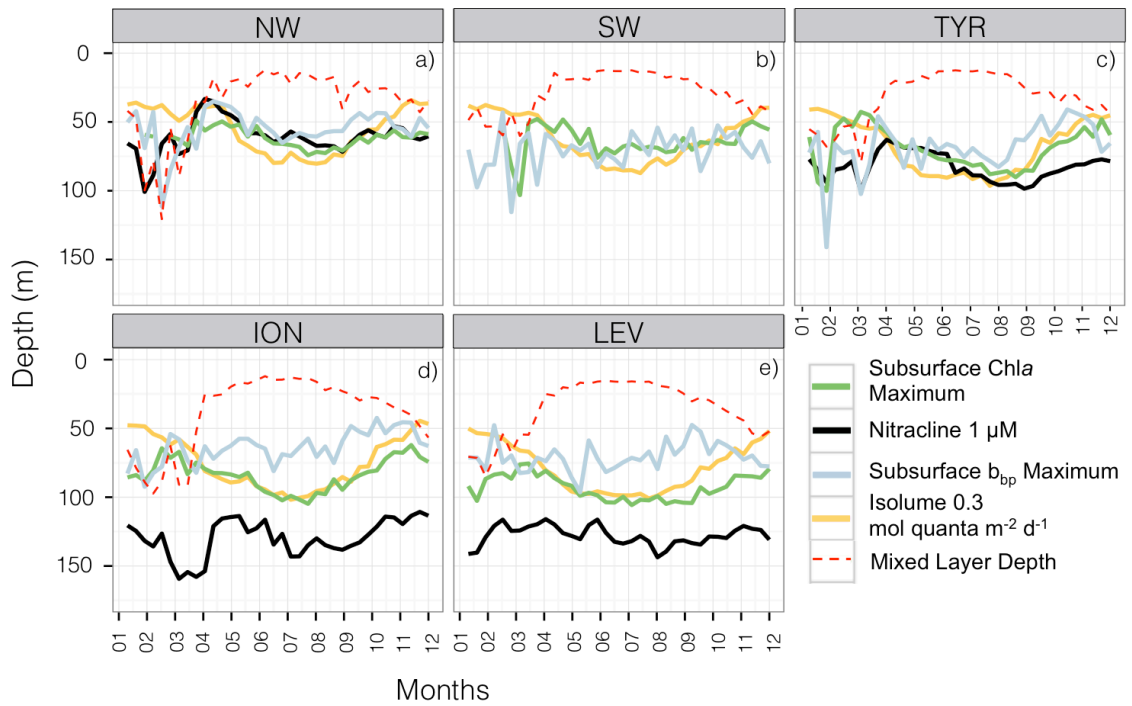 NW
SW
TYR
0
50
100
150
a)
b)
c)
01 02 03 04 05 06 07 08 09 10 11 12
Depth (m)
ION
LEV
0
50
100
150
d)
e)
01 02 03 04 05 06 07 08 09 10 11 12
01 02 03 04 05 06 07 08 09 10 11 12
Months
Subsurface Chla
Maximum
Nitracline 1 µM
Subsurface bbp Maximum
Isolume 0.3
mol quanta m-2 d-1
Mixed Layer Depth